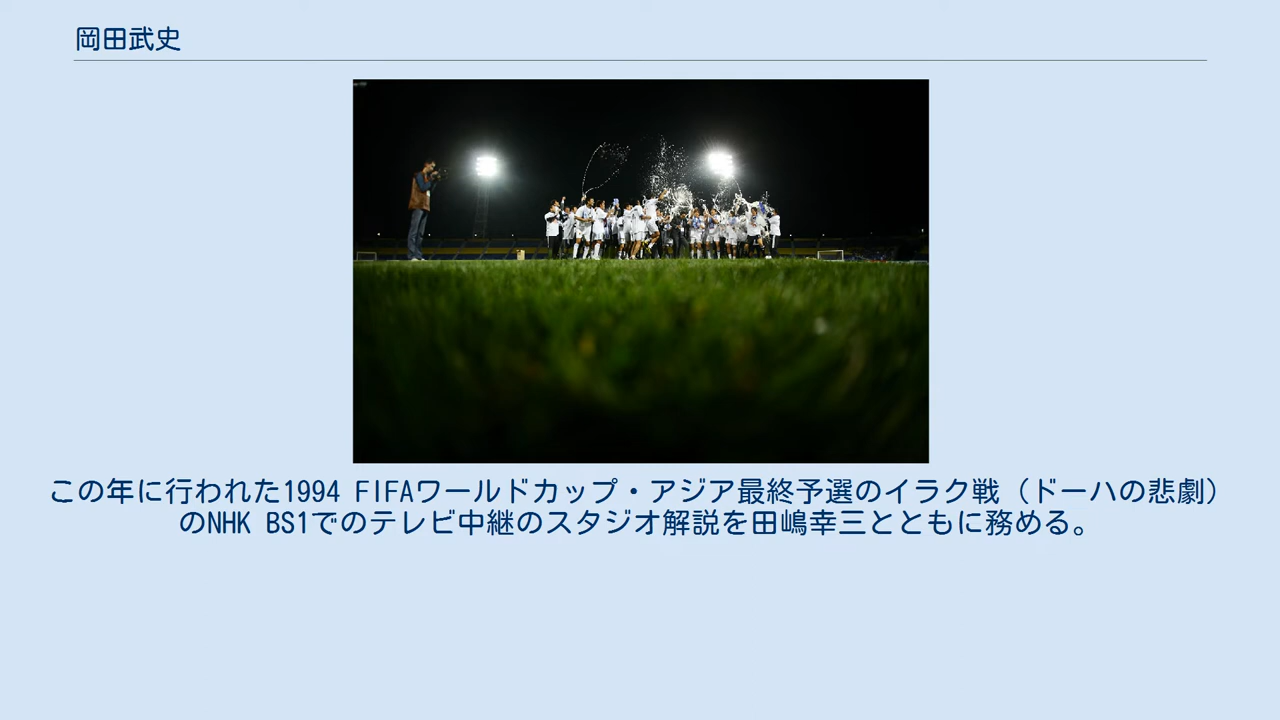 岡田武史
この年に行われた1994 FIFAワールドカップ・アジア最終予選のイラク戦（ドーハの悲劇）
のNHK BS1でのテレビ中継のスタジオ解説を田嶋幸三とともに務める。